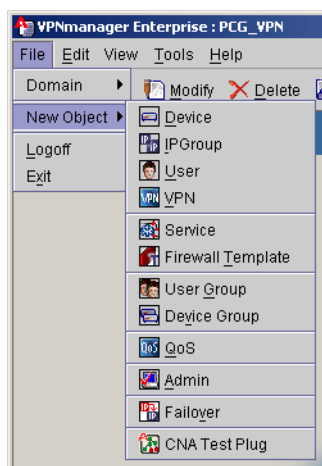 VPNmanager Enterprise : PCG_VPN
File Edit View Tools Help
Domain
Modify Delete
New Object
Device
IPGroup
Logoff
User
Exit
VPN
Service
Firewall Template
User Group
Device Group
QoS
Admin
Failover
CNA Test Plug